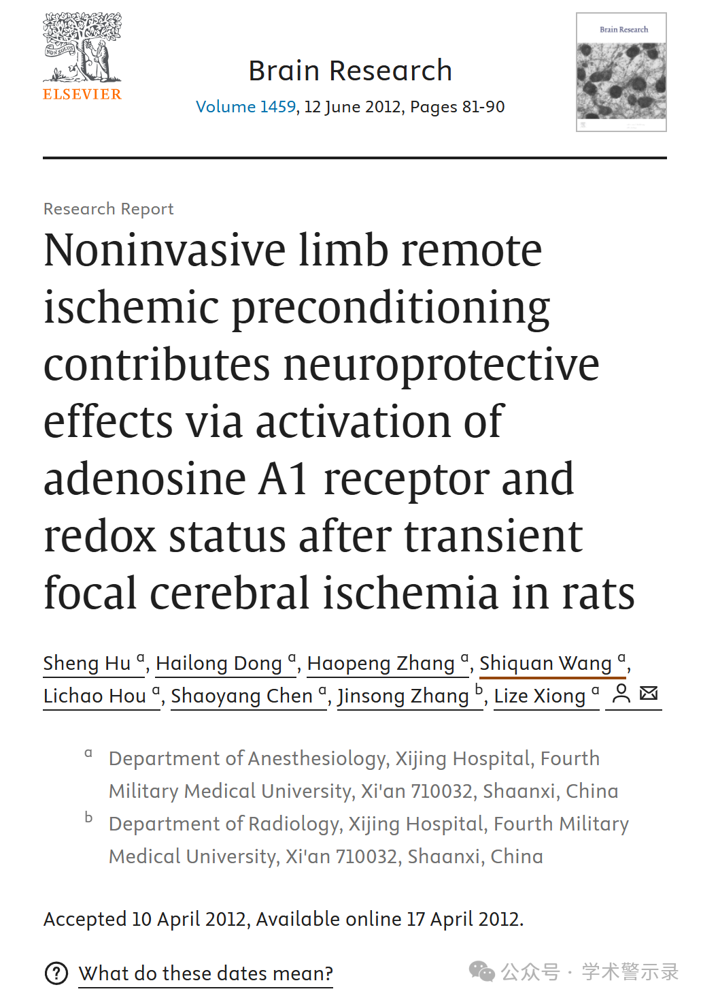 NON SOLUS
ELSEVIER
Brain Research
Volume 1459, 12 June 2012, Pages 81-90
Brain Research
Research Report
Noninvasive limb remote
ischemic preconditioning
contributes neuroprotective
effects via activation of
adenosine A1 receptor and
redox status after transient
focal cerebral ischemia in rats
Sheng Hu a, Hailong Dong a, Haopeng Zhang a, Shiquan Wang a,
Lichao Hou a, Shaoyang Chen a, Jinsong Zhang b, Lize Xiong a
a Department of Anesthesiology, Xijing Hospital, Fourth
Military Medical University, Xi'an 710032, Shaanxi, China
b Department of Radiology, Xijing Hospital, Fourth Military
Medical University, Xi'an 710032, Shaanxi, China
Accepted 10 April 2012, Available online 17 April 2012.
? What do these dates mean?
公众号 · 学术警示录